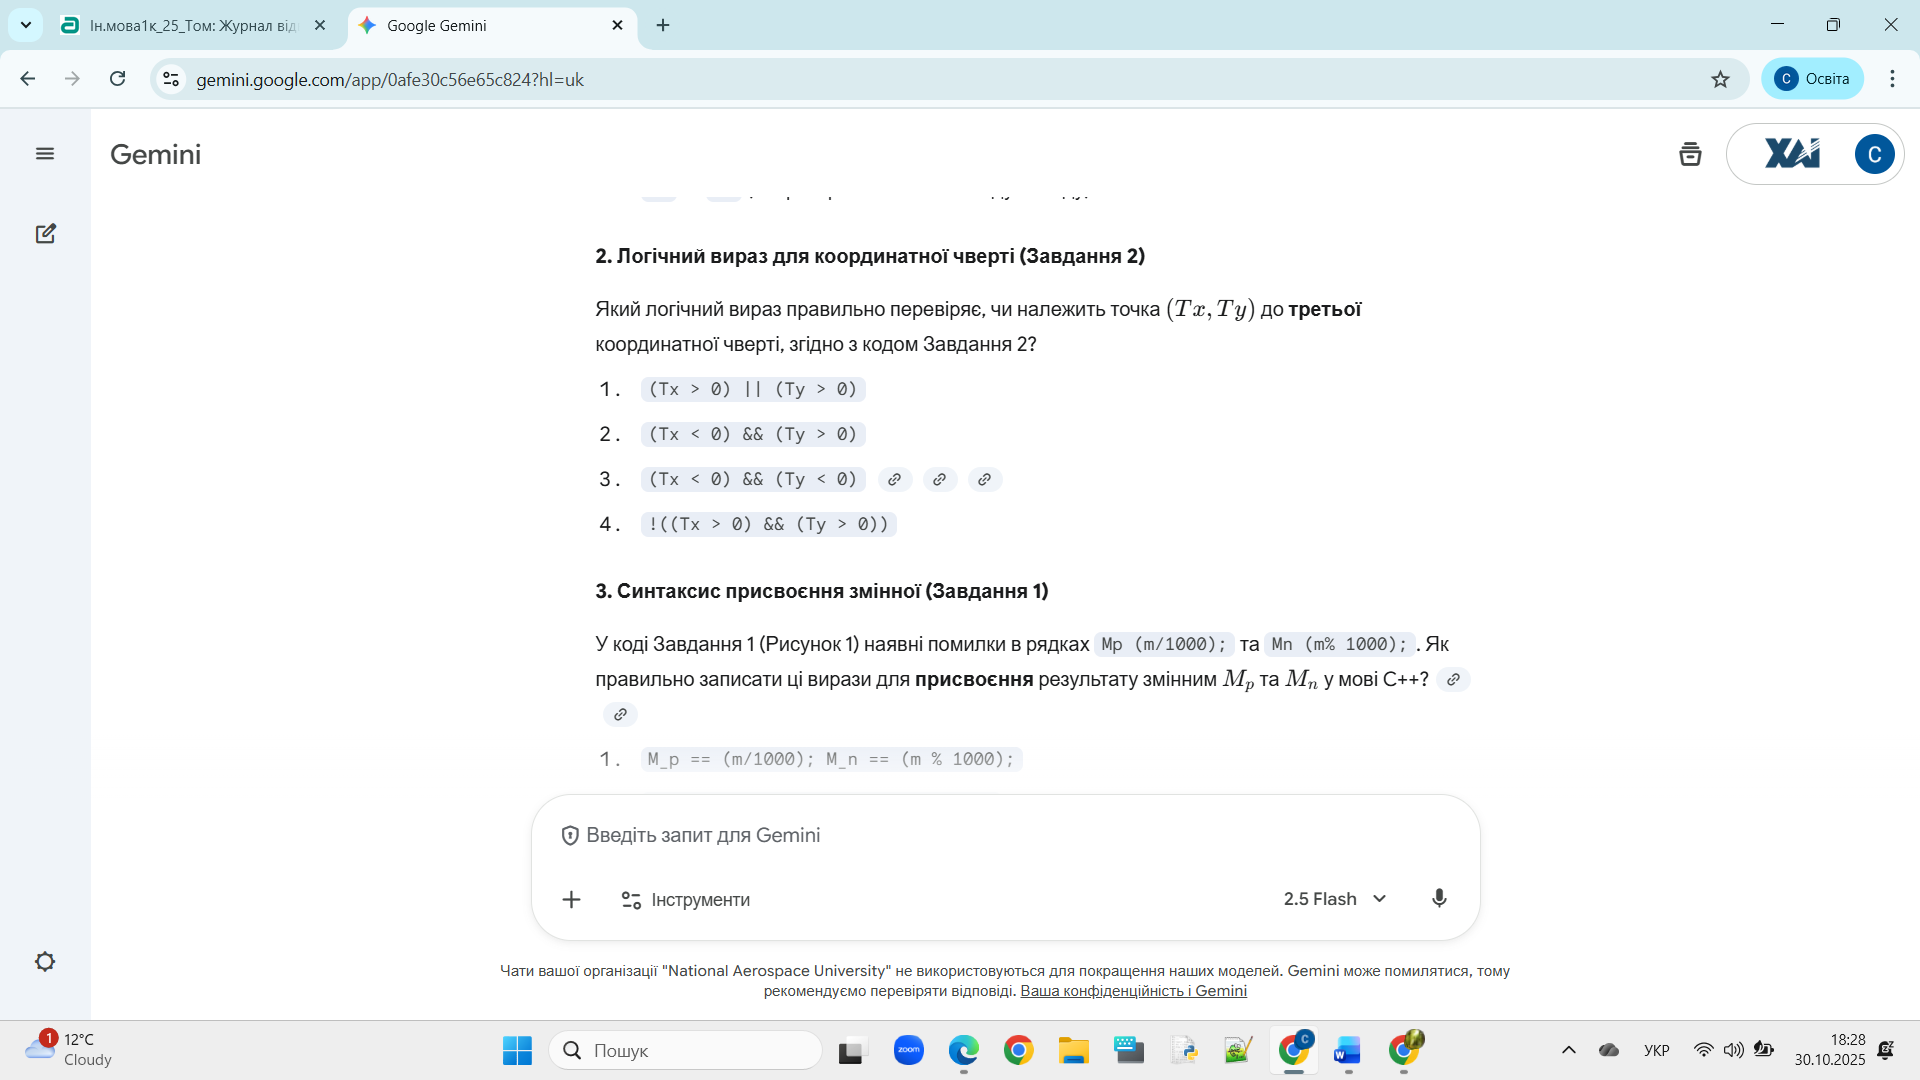 Ін.мова1к_25_Том: Журнал від
Google Gemini
gemini.google.com/app/0afe30c56e65c824?hl=uk
С Освіта
Gemini
XAI
С
2. Логічний вираз для координатної чверті (Завдання 2)
Який логічний вираз правильно перевіряє, чи належить точка (Tx, Ty) до третьої
координатної чверті, згідно з кодом Завдання 2?
1. (Tx > 0) || (Ty > 0)
2. (Tx < 0) && (Ty > 0)
3. (Tx < 0) && (Ty < 0)
4. !((Tx > 0) && (Ty > 0))
3. Синтаксис присвоєння змінної (Завдання 1)
У коді Завдання 1 (Рисунок 1) наявні помилки в рядках Mp (m/1000); та Mn (m% 1000); . Як
правильно записати ці вирази для присвоєння результату змінним Mp та Mn у мові C++?
1. M_p == (m/1000); M_n == (m % 1000);
Введіть запит для Gemini
Інструменти
2.5 Flash
Чати вашої організації "National Aerospace University" не використовуються для покращення наших моделей. Gemini може помилятися, тому
рекомендуємо перевіряти відповіді. Ваша конфіденційність і Gemini
1
12°C
Cloudy
Пошук
zoom
C
W
УКР
18:28
30.10.2025